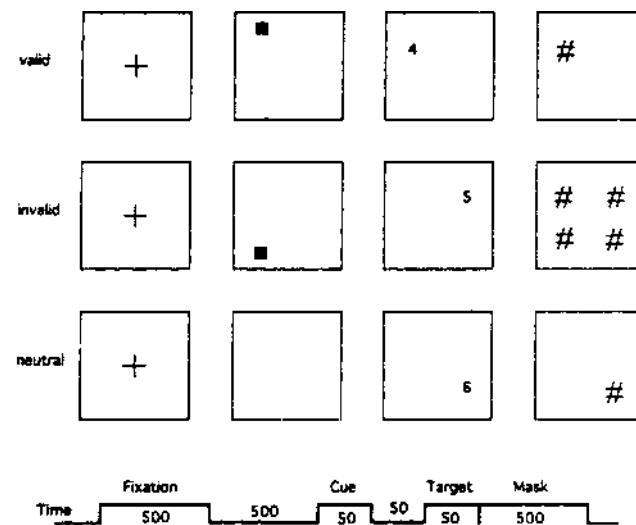 valid + 4 #
invalid + 5 # #
# #
neutral + 6 #
Fixation Cue Target Mask
Time 500 500 50 50 50 500